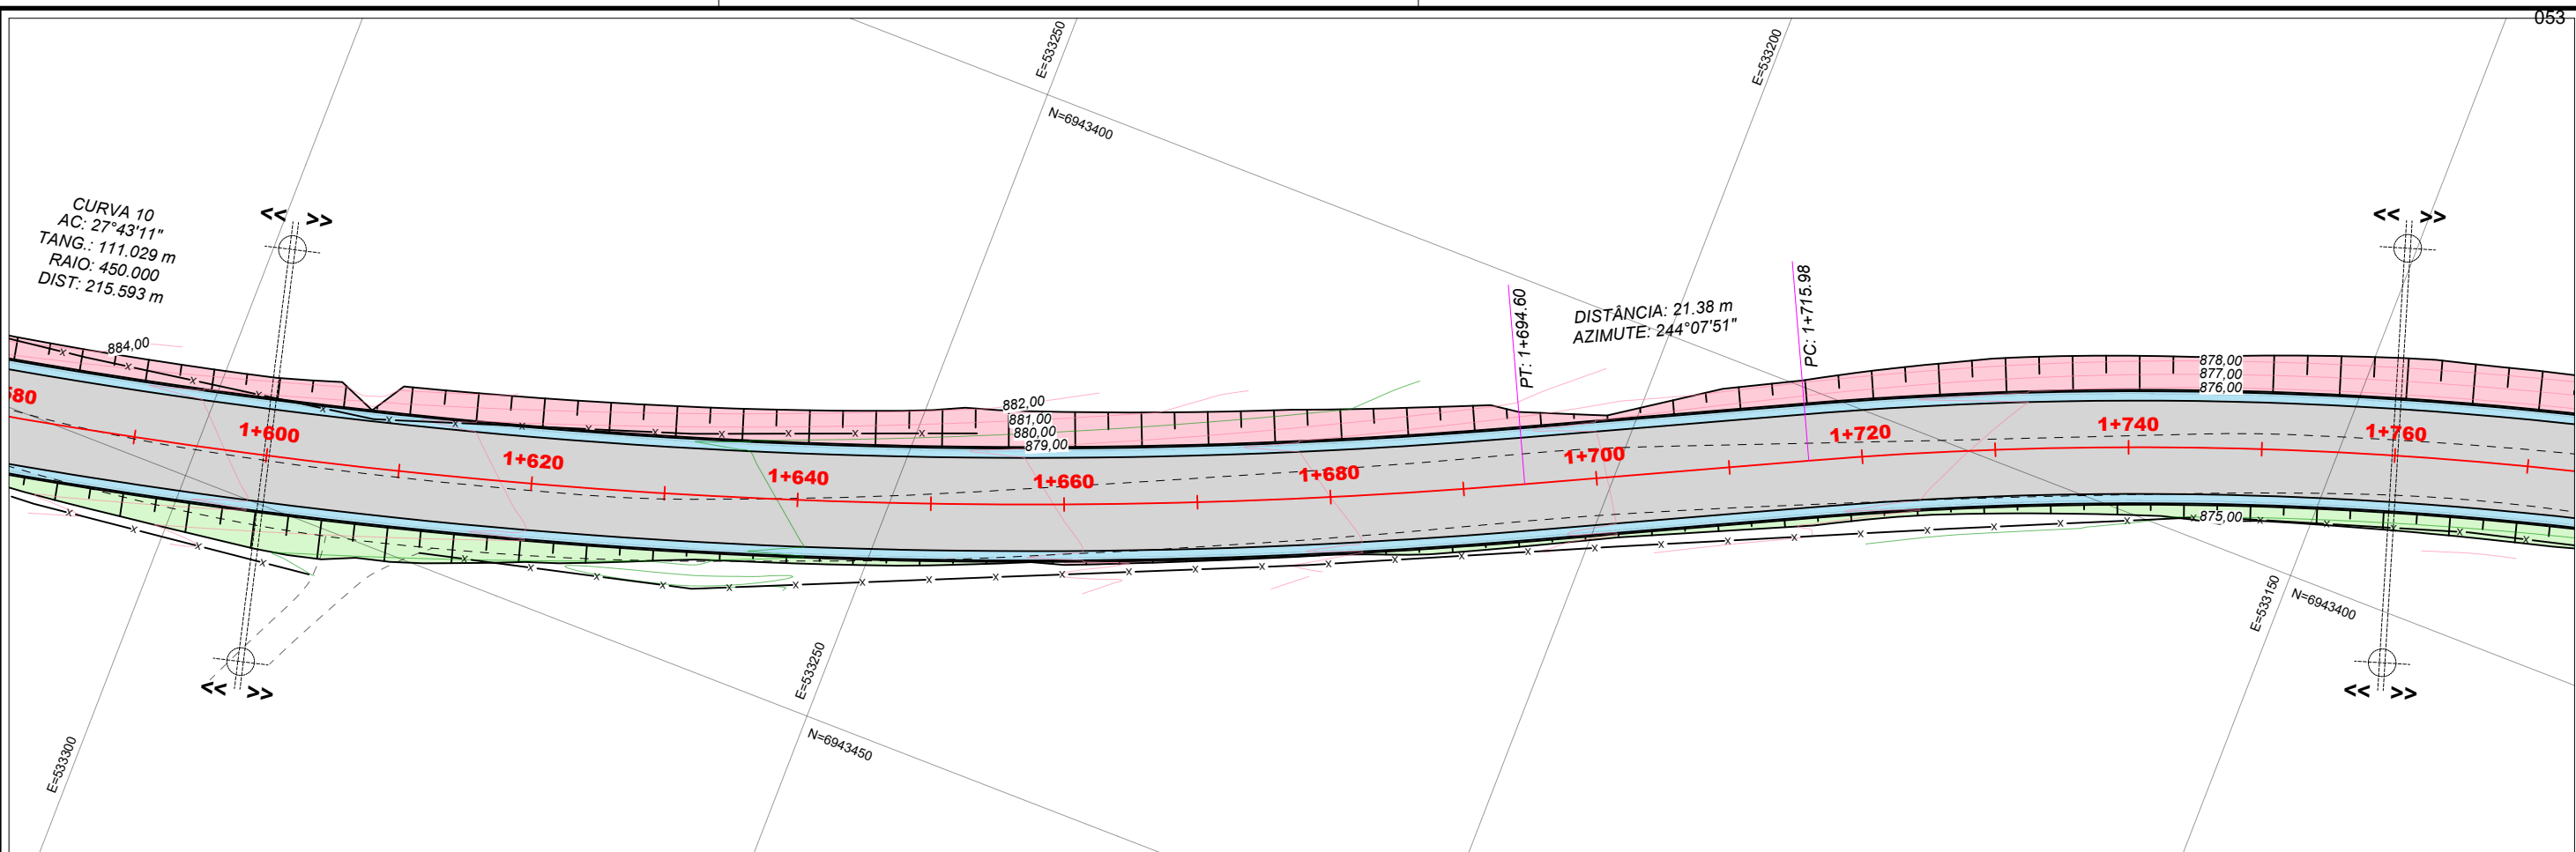 053
E=533250
E=533200
N=6943400
CURVA 10
AC: 27°43'11"
TANG.: 111.029 m
RAIO: 450.000
DIST: 215.593 m
<< >>
<< >>
PT: 1+694.60
DISTÂNCIA: 21.38 m
AZIMUTE: 244°07'51"
PC: 1+715.98
884,00
882,00
881,00
880,00
879,00
878,00
877,00
876,00
580
1+600
1+620
1+640
1+660
1+680
1+700
1+720
1+740
1+760
875,00
E=533150
N=6943400
<< >>
<< >>
E=533300
E=533250
N=6943450